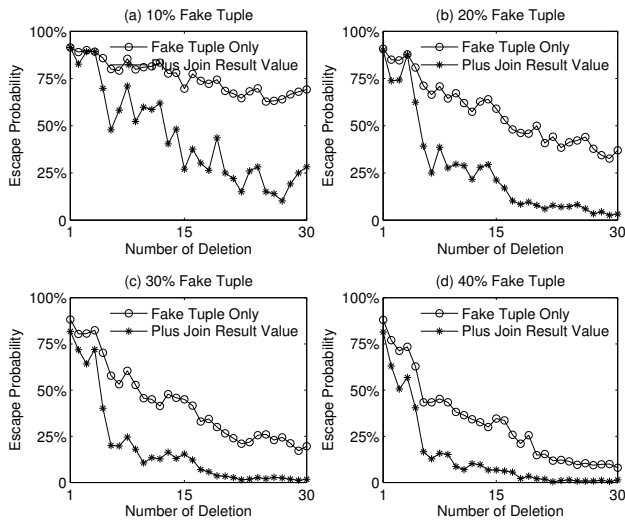 (a) 10% Fake Tuple
100%
75%
50%
25%
0
Escape Probability
Fake Tuple Only
Plus Join Result Value
1
15
30
Number of Deletion
(b) 20% Fake Tuple
100%
75%
50%
25%
0
Escape Probability
Fake Tuple Only
Plus Join Result Value
1
15
30
Number of Deletion
(c) 30% Fake Tuple
100%
75%
50%
25%
0
Escape Probability
Fake Tuple Only
Plus Join Result Value
1
15
30
Number of Deletion
(d) 40% Fake Tuple
100%
75%
50%
25%
0
Escape Probability
Fake Tuple Only
Plus Join Result Value
1
15
30
Number of Deletion